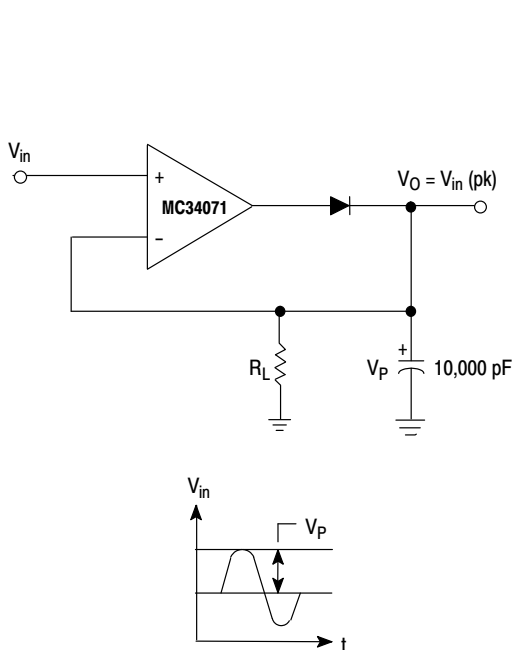 Vin
+
MC34071
–
VO = Vin (pk)
RL
+
VP
10,000 pF
Vin
VP
t